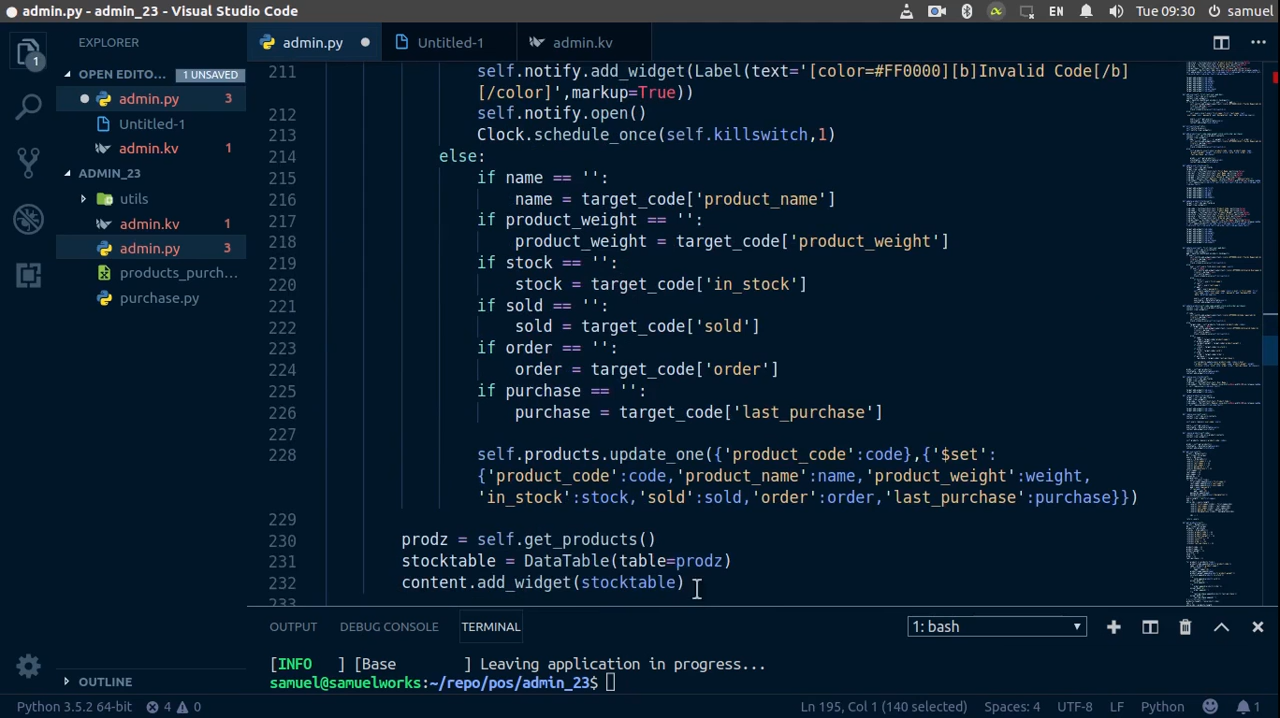 admin.py - admin_23 - Visual Studio Code
EN
Tue 09:30
samuel
EXPLORER
OPEN EDITO...
1 UNSAVED
admin.py
3
Untitled-1
admin.kv
1
ADMIN_23
utils
admin.kv
1
admin.py
3
products_purch...
purchase.py
OUTLINE
1
admin.py
Untitled-1
admin.kv
211 self.notify.add_widget(Label(text='[color=#FF0000][b]Invalid Code[/b]
[/color]',markup=True))
212 self.notify.open()
213 Clock.schedule_once(self.killswitch,1)
214 else:
215 if name == '':
216 name = target_code['product_name']
217 if product_weight == '':
218 product_weight = target_code['product_weight']
219 if stock == '':
220 stock = target_code['in_stock']
221 if sold == '':
222 sold = target_code['sold']
223 if order == '':
224 order = target_code['order']
225 if purchase == '':
226 purchase = target_code['last_purchase']
227
228 self.products.update_one({'product_code':code},{'$set':
{'product_code':code,'product_name':name,'product_weight':weight,
'in_stock':stock,'sold':sold,'order':order,'last_purchase':purchase}})
229
230 prodz = self.get_products()
231 stocktable = DataTable(table=prodz)
232 content.add_widget(stocktable)
233
OUTPUT
DEBUG CONSOLE
TERMINAL
1: bash
[INFO ] [Base ] Leaving application in progress...
samuel@samuelworks:~/repo/pos/admin_23$
Python 3.5.2 64-bit
4
0
Ln 195, Col 1 (140 selected)
Spaces: 4
UTF-8
LF
Python
1